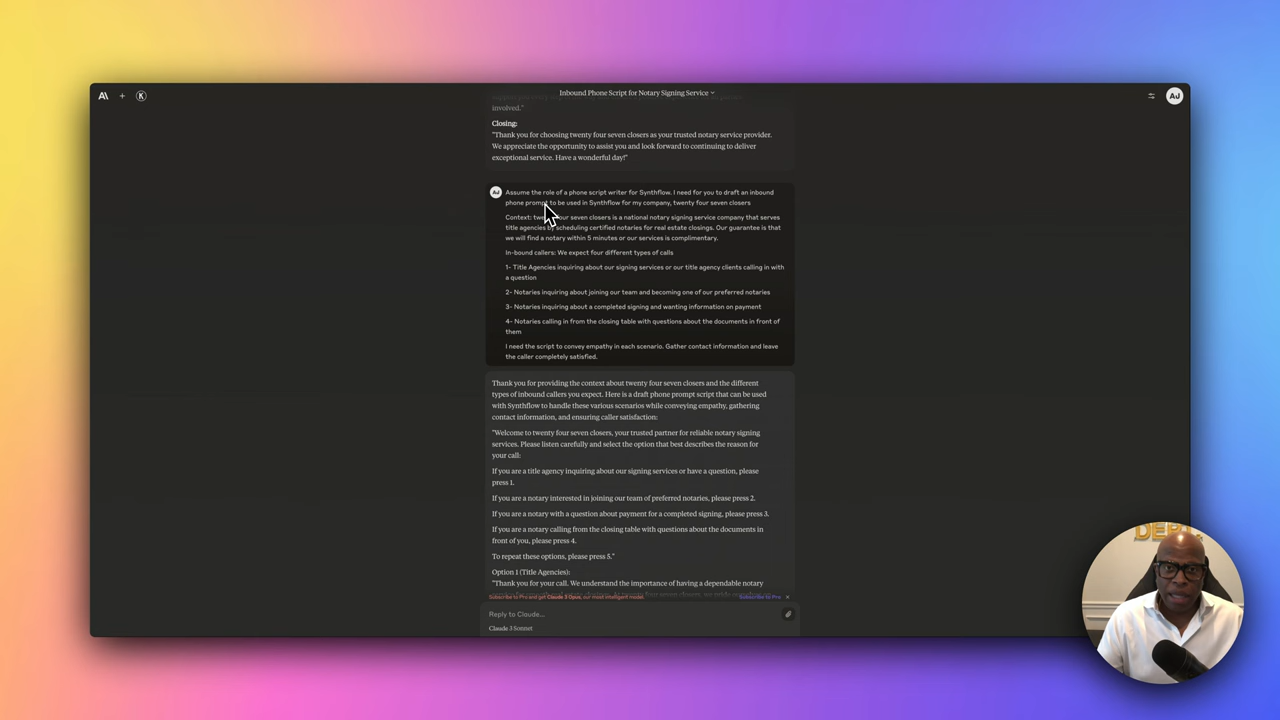 Inbound Phone Script for Notary Signing Service
AJ
involved."
Closing:
"Thank you for choosing twenty four seven closers as your trusted notary service provider.
We appreciate the opportunity to assist you and look forward to continuing to deliver
exceptional service. Have a wonderful day!"
AJ
Assume the role of a phone script writer for Synthflow. I need for you to draft an inbound
phone prompt to be used in Synthflow for my company, twenty four seven closers
Context: twenty four seven closers is a national notary signing service company that serves
title agencies by scheduling certified notaries for real estate closings. Our guarantee is that
we will find a notary within 5 minutes or our services is complimentary.
In-bound callers: We expect four different types of calls
1- Title Agencies inquiring about our signing services or our title agency clients calling in with
a question
2- Notaries inquiring about joining our team and becoming one of our preferred notaries
3- Notaries inquiring about a completed signing and wanting information on payment
4- Notaries calling in from the closing table with questions about the documents in front of
them
I need the script to convey empathy in each scenario. Gather contact information and leave
the caller completely satisfied.
Thank you for providing the context about twenty four seven closers and the different
types of inbound callers you expect. Here is a draft phone prompt script that can be used
with Synthflow to handle these various scenarios while conveying empathy, gathering
contact information, and ensuring caller satisfaction:
"Welcome to twenty four seven closers, your trusted partner for reliable notary signing
services. Please listen carefully and select the option that best describes the reason for
your call:
If you are a title agency inquiring about our signing services or have a question, please
press 1.
If you are a notary interested in joining our team of preferred notaries, please press 2.
If you are a notary with a question about payment for a completed signing, please press 3.
If you are a notary calling from the closing table with questions about the documents in
front of you, please press 4.
To repeat these options, please press 5."
Option 1 (Title Agencies):
"Thank you for your call. We understand the importance of having a dependable notary
Subscribe to Pro and get Claude 3 Opus, our most intelligent model. Subscribe to Pro
Reply to Claude...
Claude 3 Sonnet